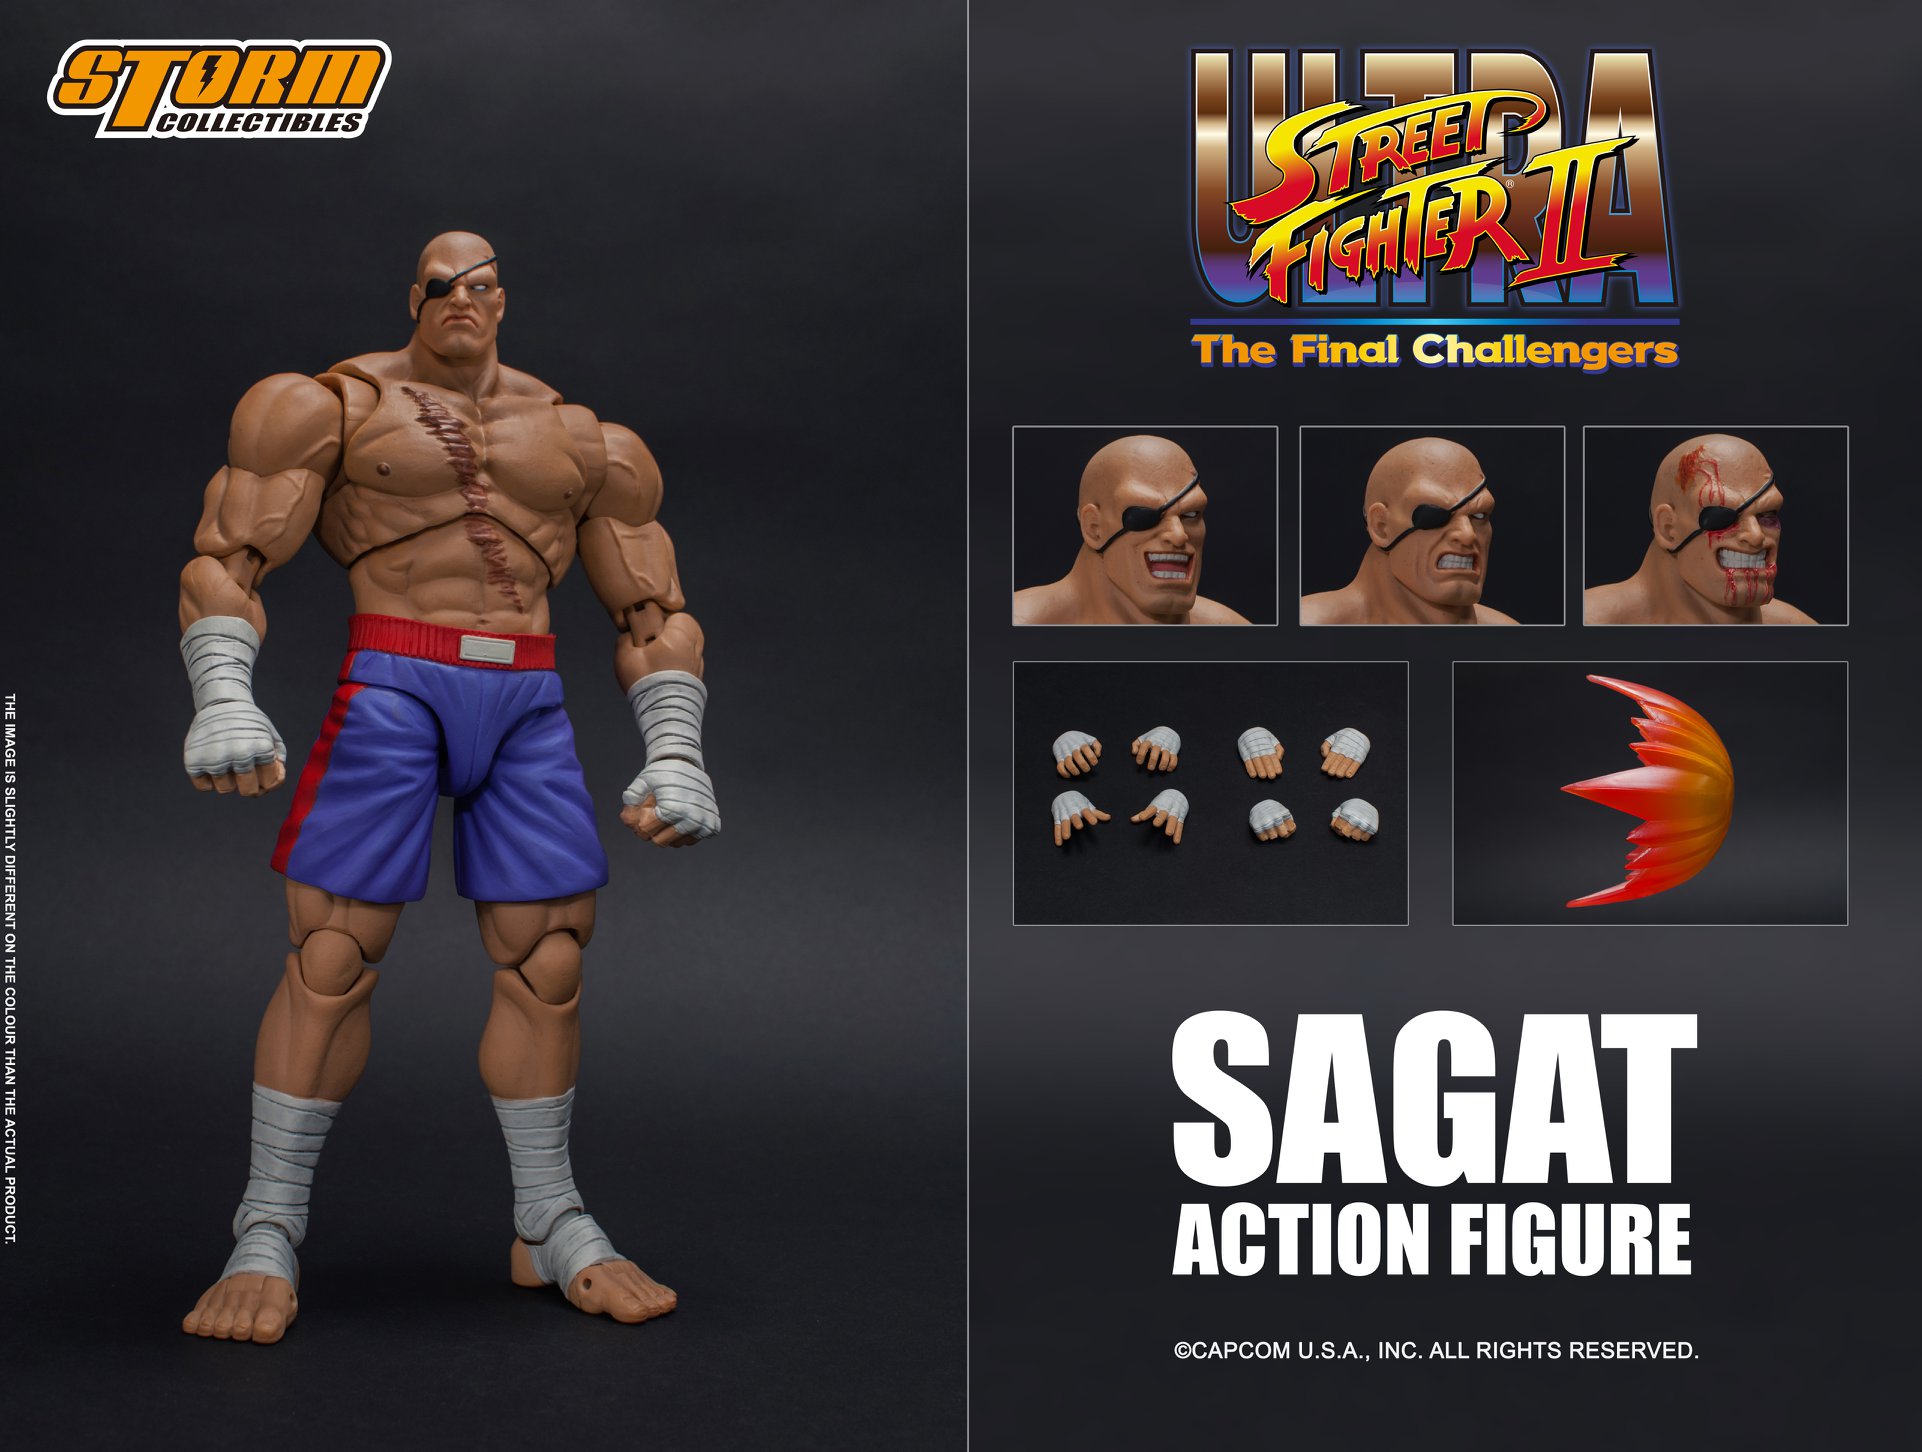 STORM
COLLECTIBLES
THE IMAGE IS SLIGHTLY DIFFERENT ON THE COLOUR THAN THE ACTUAL PRODUCT.
ULTRA
STREET
FIGHTER II
®
The Final Challengers
SAGAT
ACTION FIGURE
©CAPCOM U.S.A., INC. ALL RIGHTS RESERVED.